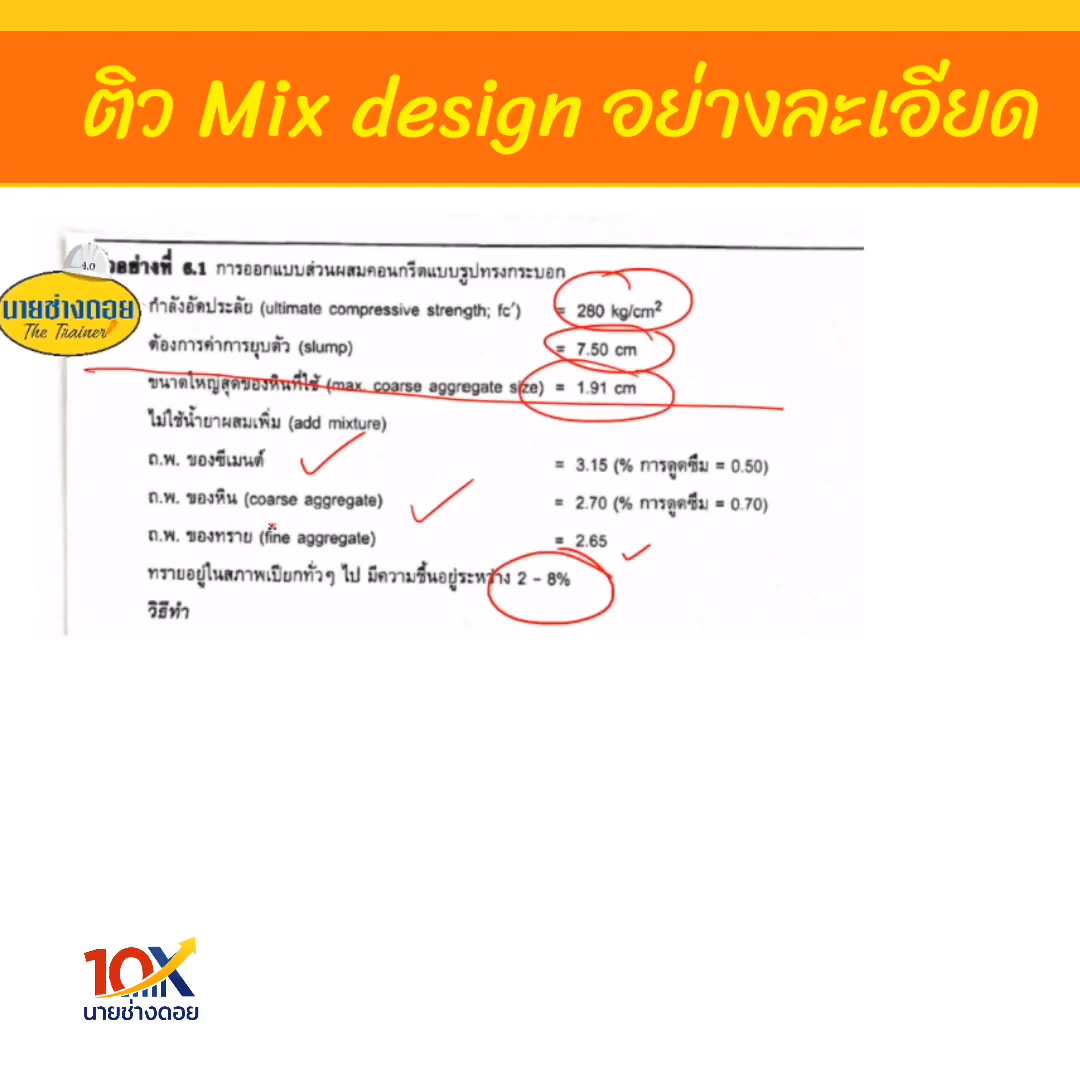 ติว Mix design อย่างละเอียด
4.0
นายช่างดอย
The Trainer
อย่างที่ 6.1 การออกแบบส่วนผสมคอนกรีตแบบรูปทรงกระบอก
กำลังอัดประลัย (ultimate compressive strength; fc′) = 280 kg/cm²
ต้องการค่าการยุบตัว (slump) = 7.50 cm
ขนาดใหญ่สุดของหินที่ใช้ (max. coarse aggregate size) = 1.91 cm
ไม่ใช้น้ำยาผสมเพิ่ม (add mixture)
ถ.พ. ของซีเมนต์ = 3.15 (% การดูดซึม = 0.50)
ถ.พ. ของหิน (coarse aggregate) = 2.70 (% การดูดซึม = 0.70)
ถ.พ. ของทราย (fine aggregate) = 2.65
ทรายอยู่ในสภาพเปียกทั่วๆ ไป มีความชื้นอยู่ระหว่าง 2 – 8%
วิธีทำ
10X
นายช่างดอย